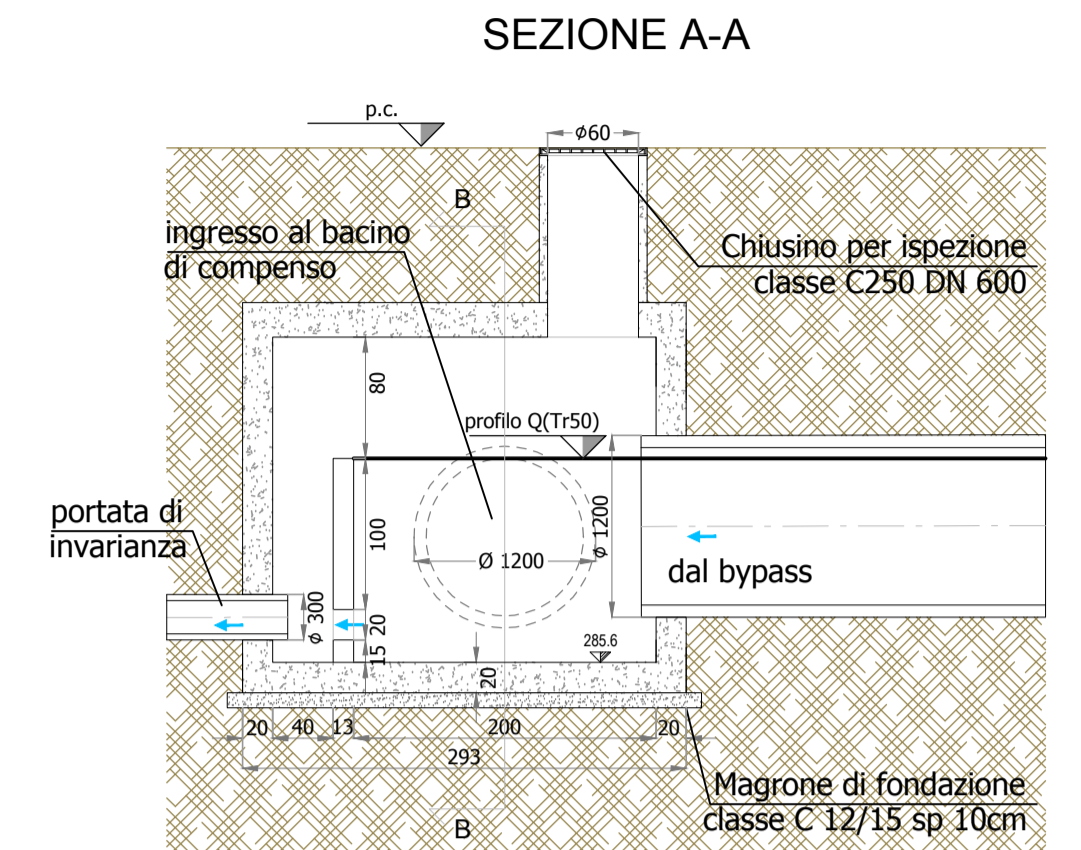 SEZIONE A-A
p.c.
ϕ60
B
ingresso al bacino
di compenso
Chiusino per ispezione
classe C250 DN 600
80
profilo Q(Tr50)
portata di
invarianza
100
Ø 1200
ϕ 1200
dal bypass
ϕ 300
20
15
285.6
20
20
40
13
200
20
293
Magrone di fondazione
classe C 12/15 sp 10cm
B